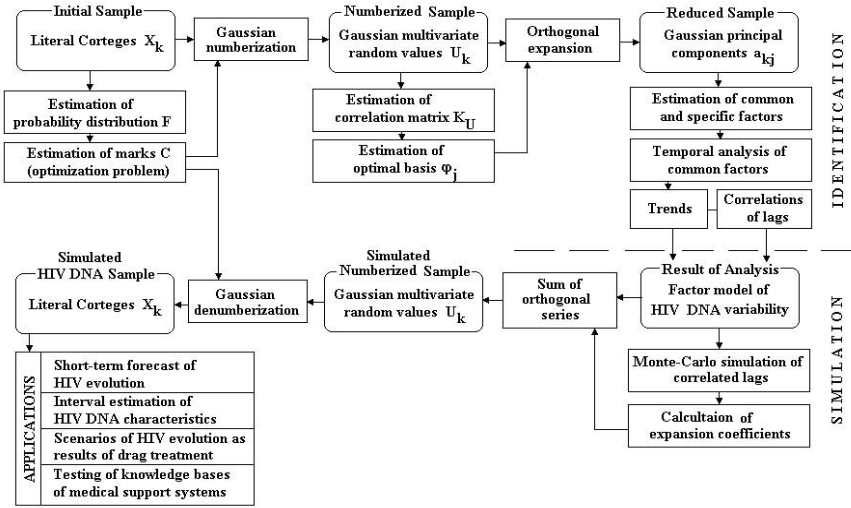 Initial Sample
Literal Corteges Xk
Gaussian
numberization
Numberized Sample
Gaussian multivariate
random values Uk
Orthogonal
expansion
Reduced Sample
Gaussian principal
components akj
Estimation of
probability distribution F
Estimation of marks C
(optimization problem)
Estimation of
correlation matrix KU
Estimation of
optimal basis φj
Estimation of common
and specific factors
Temporal analysis of
common factors
Trends
Correlations
of lags
IDENTIFICATION
Simulated
HIV DNA Sample
Literal Corteges Xk
Gaussian
denumberization
Simulated
Numberized Sample
Gaussian multivariate
random values Uk
Sum of
orthogonal
series
Result of Analysis
Factor model of
HIV DNA variability
Monte-Carlo simulation of
correlated lags
Calcultaion of
expansion coefficients
SIMULATION
APPLICATIONS
Short-term forecast of
HIV evolution
Interval estimation of
HIV DNA characteristics
Scenarios of HIV evolution as
results of drag treatment
Testing of knowledge bases
of medical support systems